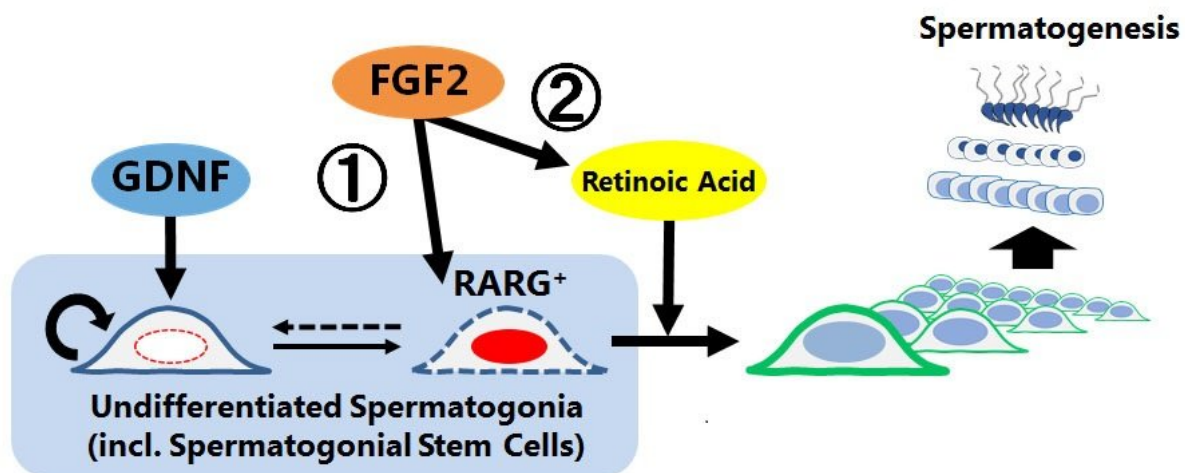 Spermatogenesis
FGF2
②
GDNF
①
Retinoic Acid
RARG⁺
Undifferentiated Spermatogonia
(incl. Spermatogonial Stem Cells)